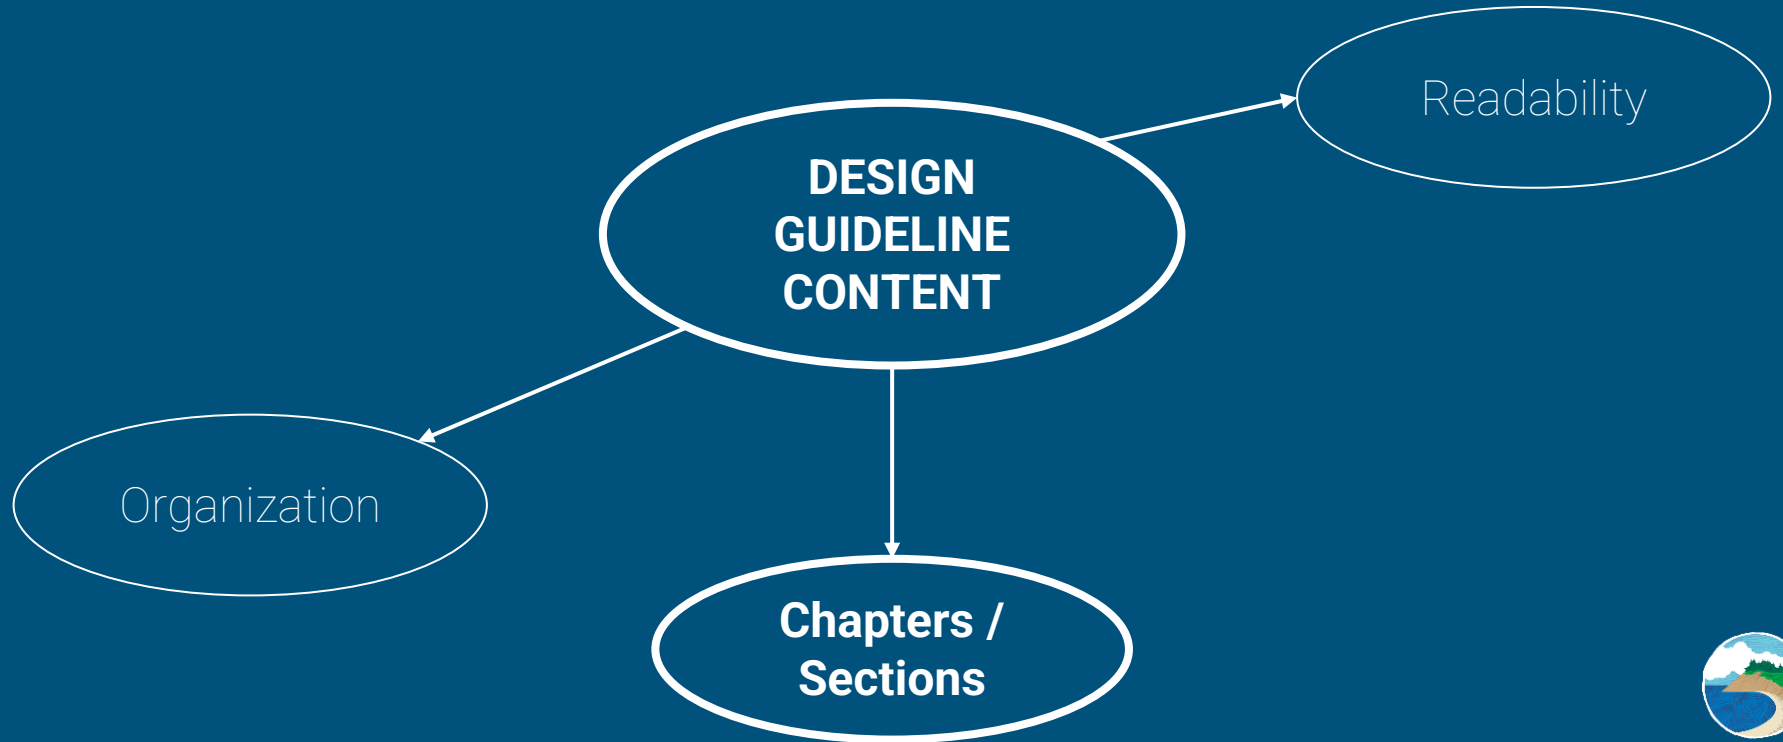 Readability
DESIGN
GUIDELINE
CONTENT
Organization
Chapters /
Sections